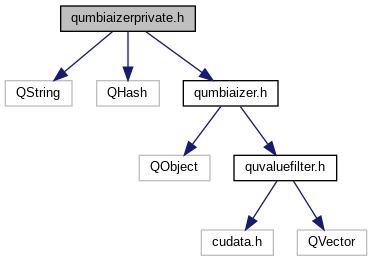 qumbiaizerprivate.h
QString
QHash
qumbiaizer.h
QObject
quvaluefilter.h
cudata.h
QVector